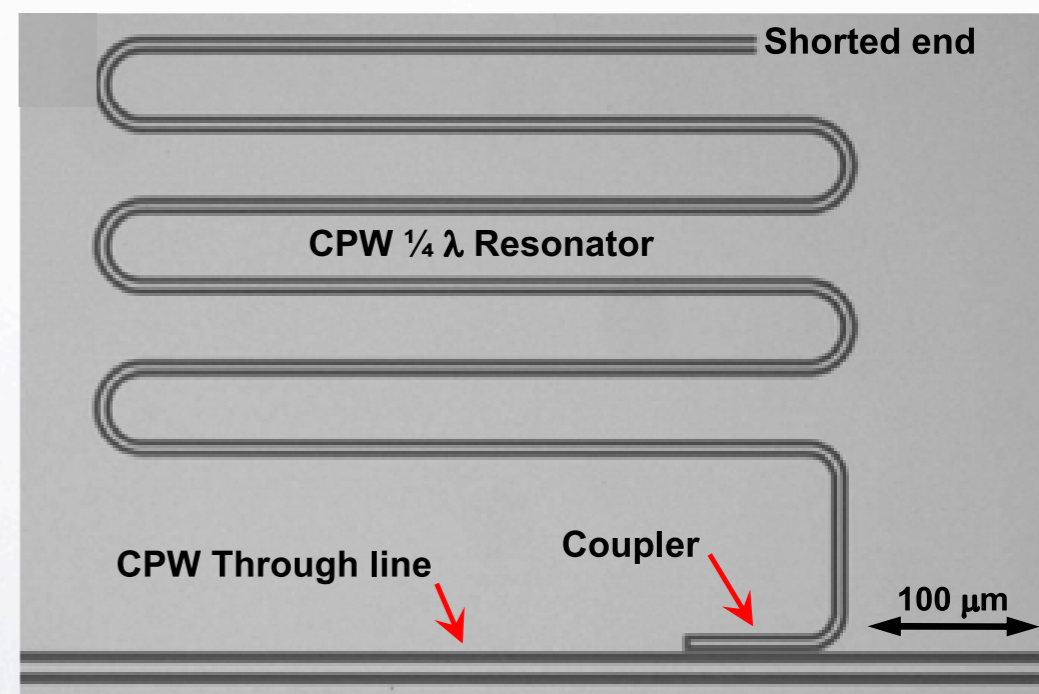 Shorted end
CPW ¼ λ Resonator
Coupler
CPW Through line
100 μm